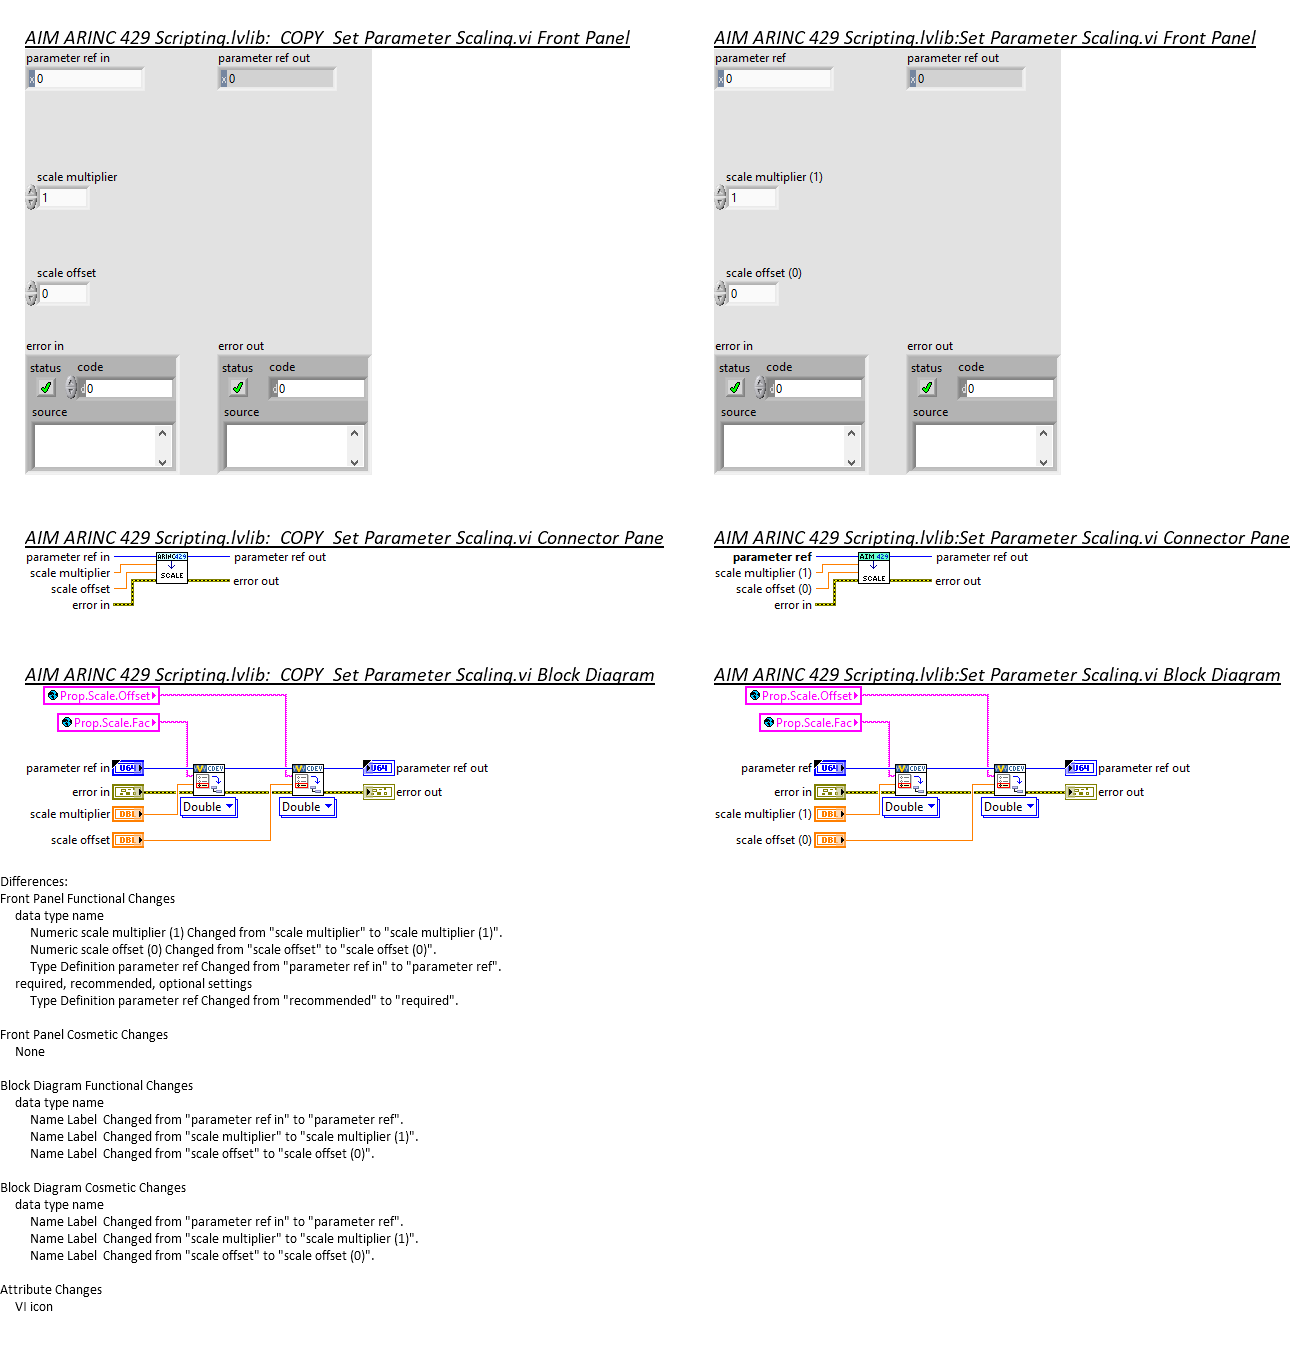 AIM ARINC 429 Scripting.lvlib:_COPY_Set Parameter Scaling.vi Front Panel
parameter ref in
parameter ref out
x 0
x 0
scale multiplier
1
scale offset
0
error in
error out
status code
status code
d 0
d 0
source
source
AIM ARINC 429 Scripting.lvlib:Set Parameter Scaling.vi Front Panel
parameter ref
parameter ref out
x 0
x 0
scale multiplier (1)
1
scale offset (0)
0
error in
error out
status code
status code
d 0
d 0
source
source
AIM ARINC 429 Scripting.lvlib:_COPY_Set Parameter Scaling.vi Connector Pane
parameter ref in
ARINC429
parameter ref out
scale multiplier
SCALE
scale offset
error out
error in
AIM ARINC 429 Scripting.lvlib:Set Parameter Scaling.vi Connector Pane
parameter ref
AIM 429
parameter ref out
scale multiplier (1)
SCALE
scale offset (0)
error out
error in
AIM ARINC 429 Scripting.lvlib:_COPY_Set Parameter Scaling.vi Block Diagram
Prop.Scale.Offset
Prop.Scale.Fac
parameter ref in
U64
CDEV
CDEV
U64
parameter ref out
error in
error out
Double
Double
scale multiplier
DBL
scale offset
DBL
AIM ARINC 429 Scripting.lvlib:Set Parameter Scaling.vi Block Diagram
Prop.Scale.Offset
Prop.Scale.Fac
parameter ref
U64
CDEV
CDEV
U64
parameter ref out
error in
error out
Double
Double
scale multiplier (1)
DBL
scale offset (0)
DBL
Differences:
Front Panel Functional Changes
data type name
Numeric scale multiplier (1) Changed from "scale multiplier" to "scale multiplier (1)".
Numeric scale offset (0) Changed from "scale offset" to "scale offset (0)".
Type Definition parameter ref Changed from "parameter ref in" to "parameter ref".
required, recommended, optional settings
Type Definition parameter ref Changed from "recommended" to "required".
Front Panel Cosmetic Changes
None
Block Diagram Functional Changes
data type name
Name Label Changed from "parameter ref in" to "parameter ref".
Name Label Changed from "scale multiplier" to "scale multiplier (1)".
Name Label Changed from "scale offset" to "scale offset (0)".
Block Diagram Cosmetic Changes
data type name
Name Label Changed from "parameter ref in" to "parameter ref".
Name Label Changed from "scale multiplier" to "scale multiplier (1)".
Name Label Changed from "scale offset" to "scale offset (0)".
Attribute Changes
VI icon